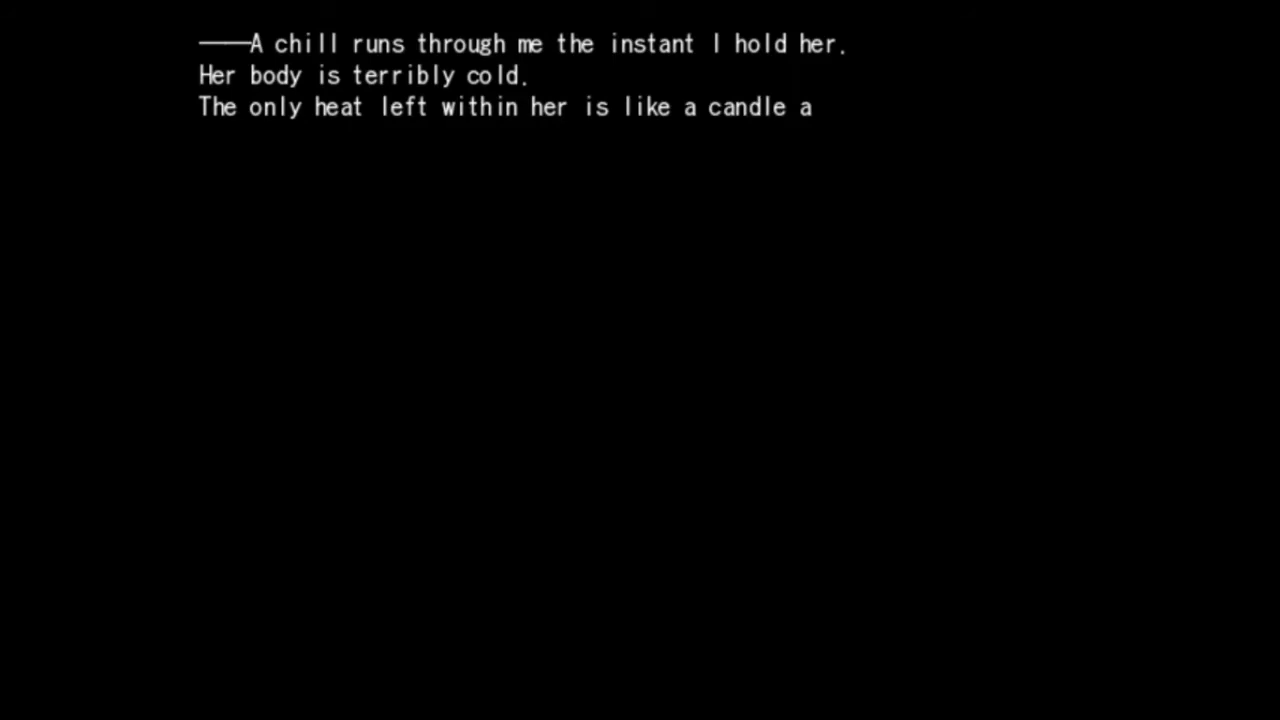 ───A chill runs through me the instant I hold her.
Her body is terribly cold.
The only heat left within her is like a candle a